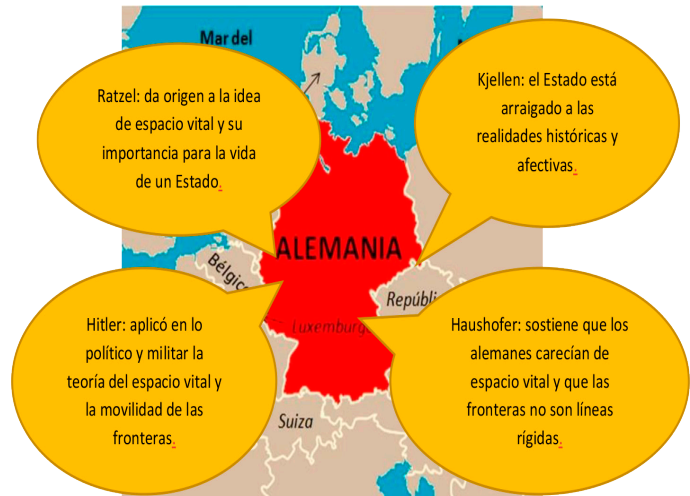 Mar del
Ratzel: da origen a la idea
de espacio vital y su
importancia para la vida
de un Estado.
Kjellen: el Estado está
arraigado a las
realidades históricas y
afectivas.
ALEMANIA
Bélgic
Repúbli
Luxemburg
Hitler: aplicó en lo
político y militar la
teoría del espacio vital y
la movilidad de las
fronteras.
Haushofer: sostiene que los
alemanes carecían de
espacio vital y que las
fronteras no son líneas
rígidas.
Suiza